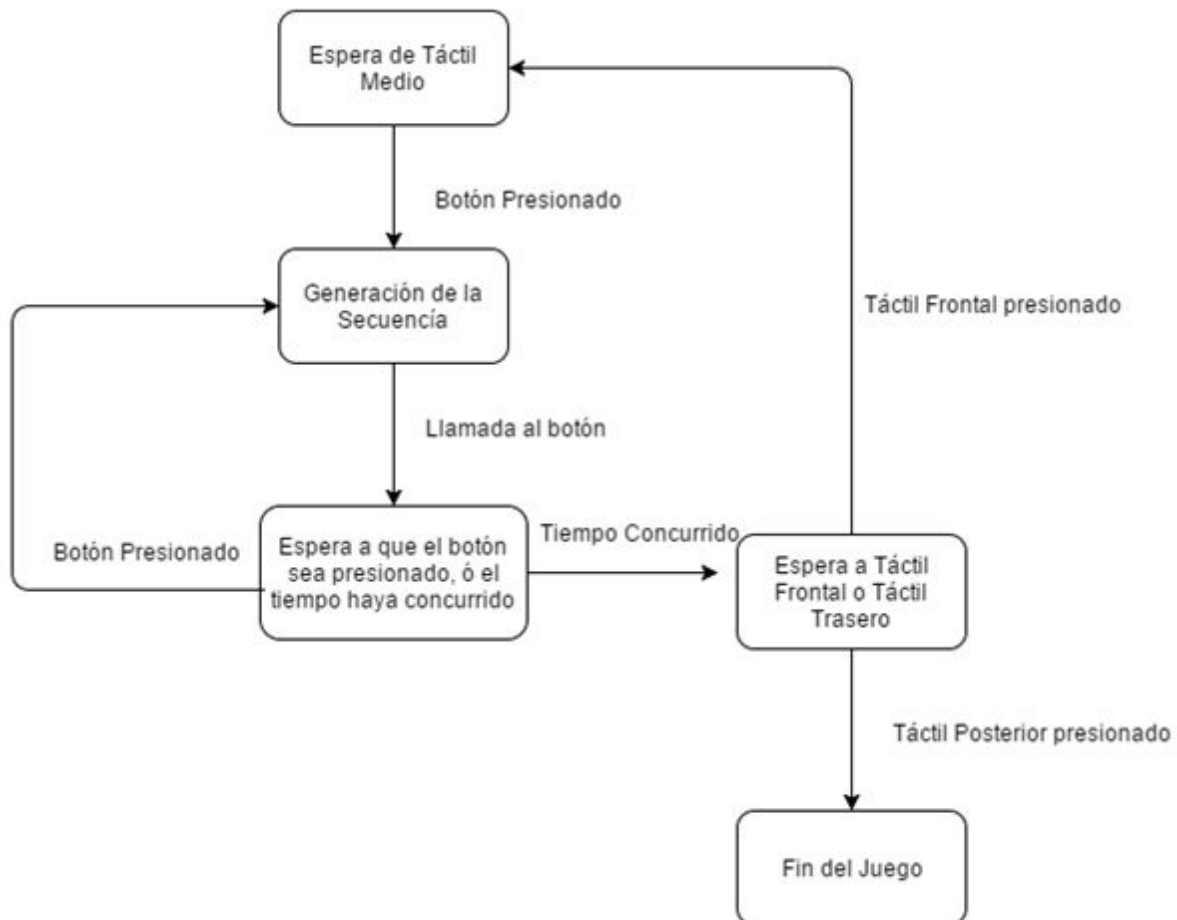 Espera de Táctil
Medio
Botón Presionado
Generación de la
Secuencía
Táctil Frontal presionado
Llamada al botón
Botón Presionado
Espera a que el botón
sea presionado, ó el
tiempo haya concurrido
Tiempo Concurrido
Espera a Táctil
Frontal o Táctil
Trasero
Táctil Posterior presionado
Fin del Juego